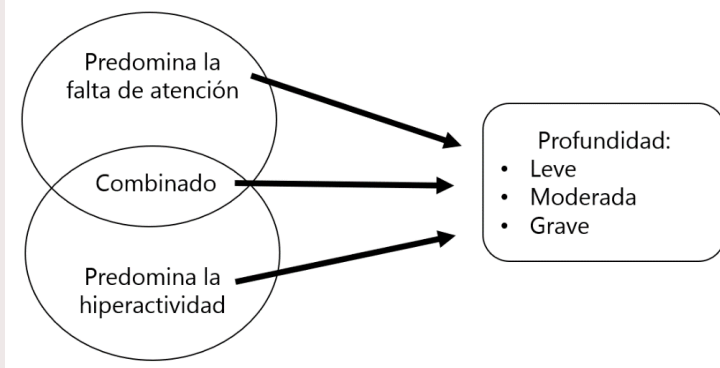 Predomina la
falta de atención
Combinado
Predomina la
hiperactividad
Profundidad:
• Leve
• Moderada
• Grave